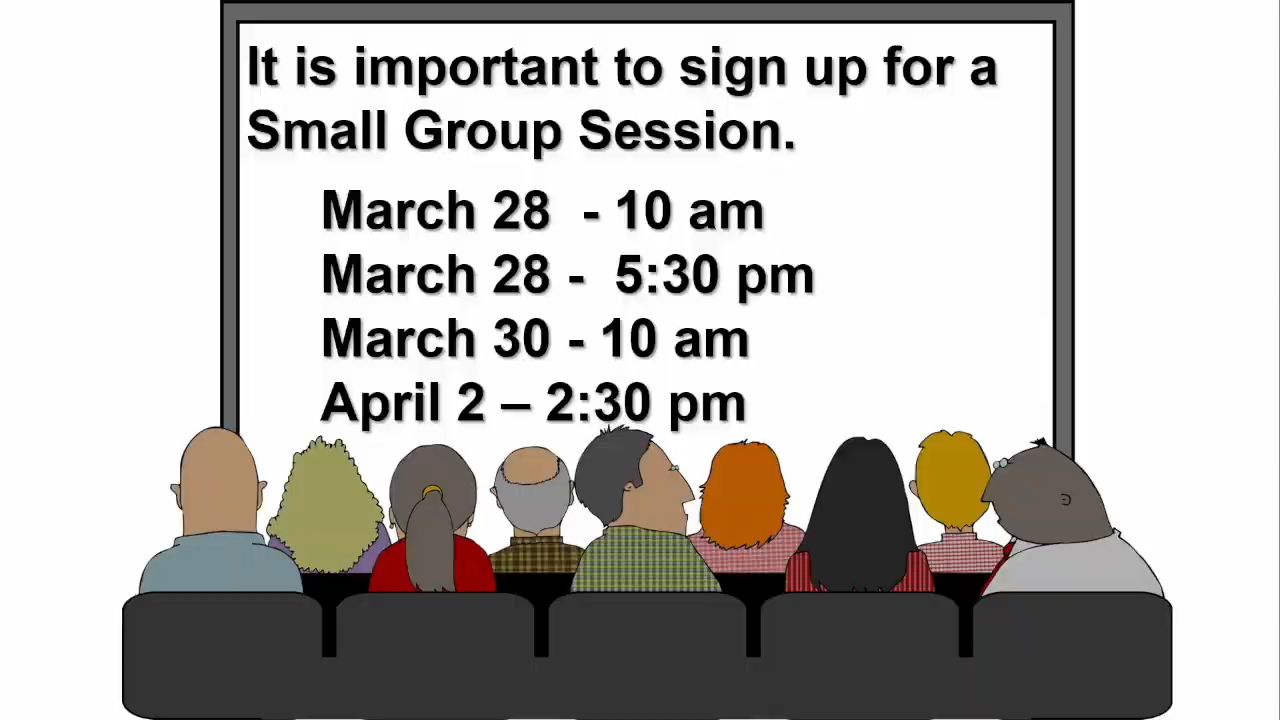 It is important to sign up for a
Small Group Session.
March 28  - 10 am
March 28 -  5:30 pm
March 30 - 10 am
April 2 – 2:30 pm